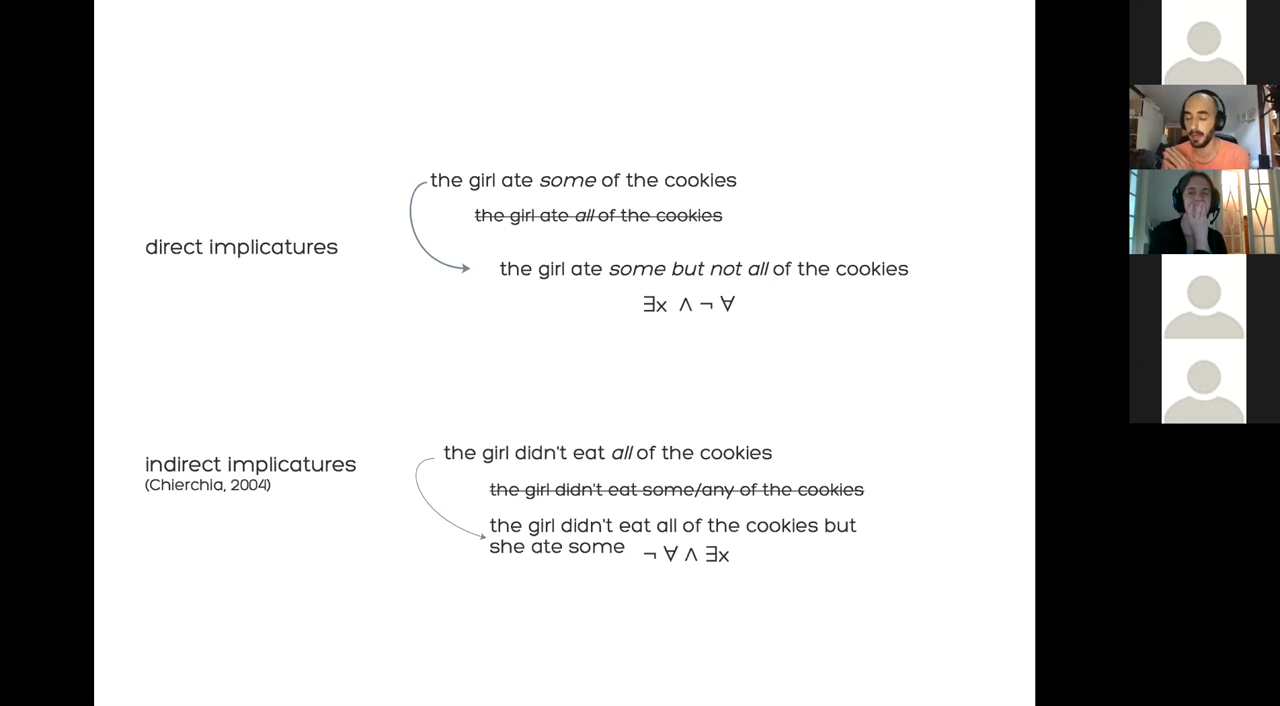 the girl ate some of the cookies
the girl ate all of the cookies
direct implicatures
the girl ate some but not all of the cookies
∃x ∧ ¬ ∀
the girl didn't eat all of the cookies
indirect implicatures
(Chierchia, 2004)
the girl didn't eat some/any of the cookies
the girl didn't eat all of the cookies but
she ate some
¬ ∀ ∧ ∃x